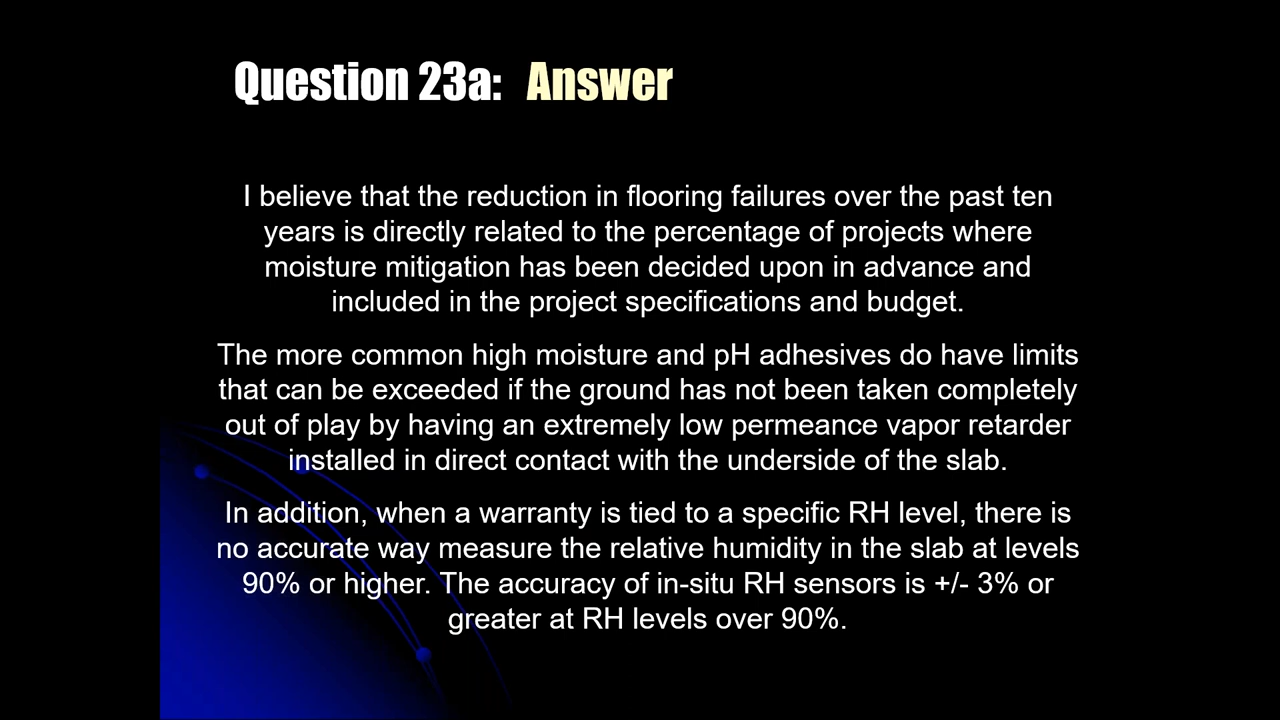 Question 23a: Answer
I believe that the reduction in flooring failures over the past ten
years is directly related to the percentage of projects where
moisture mitigation has been decided upon in advance and
included in the project specifications and budget.
The more common high moisture and pH adhesives do have limits
that can be exceeded if the ground has not been taken completely
out of play by having an extremely low permeance vapor retarder
installed in direct contact with the underside of the slab.
In addition, when a warranty is tied to a specific RH level, there is
no accurate way measure the relative humidity in the slab at levels
90% or higher. The accuracy of in-situ RH sensors is +/- 3% or
greater at RH levels over 90%.